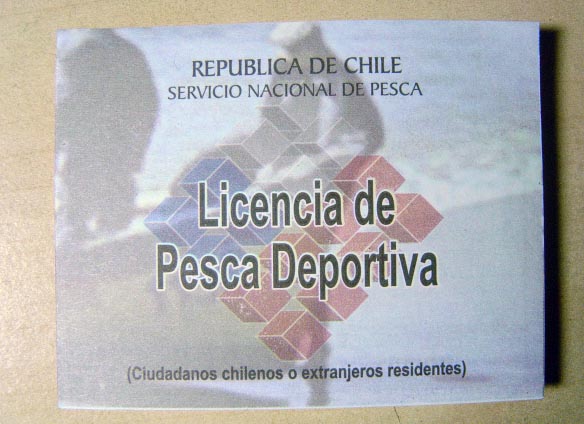 REPUBLICA DE CHILE
SERVICIO NACIONAL DE PESCA
Licencia de
Pesca Deportiva
(Ciudadanos chilenos o extranjeros residentes)